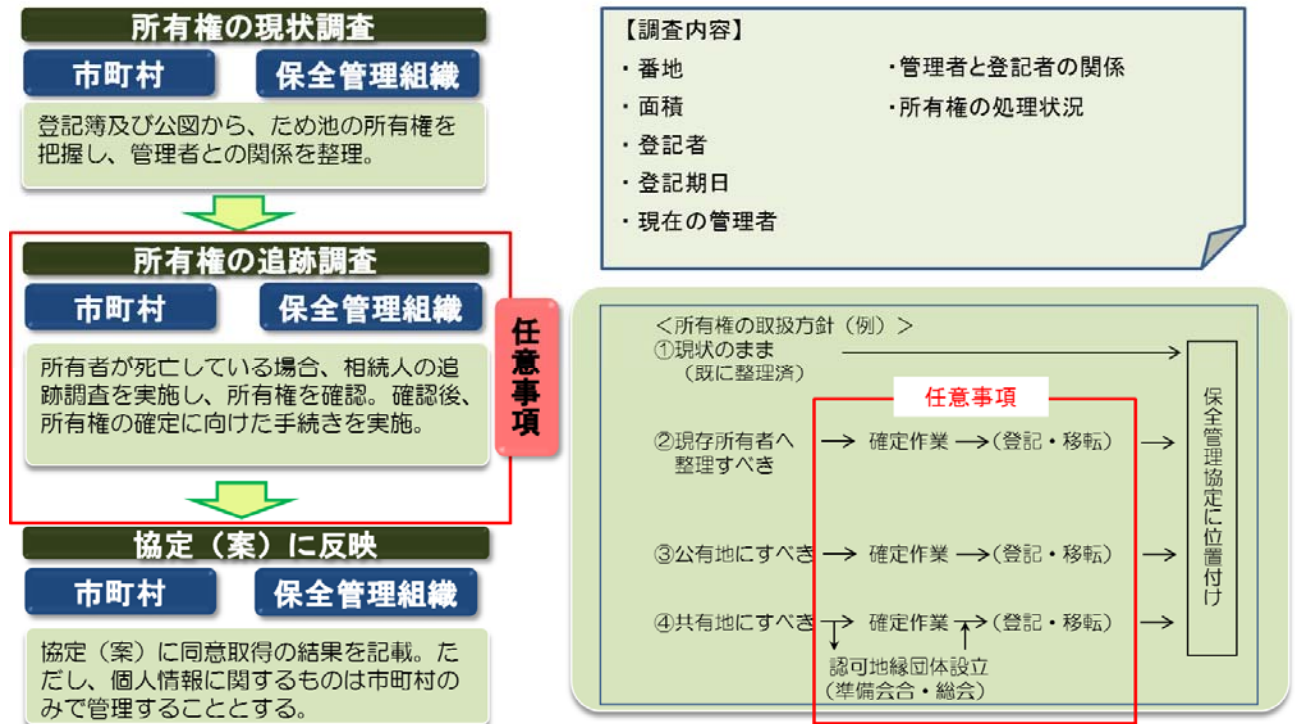 所有権の現状調査
市町村
保全管理組織
登記簿及び公図から、ため池の所有権を
把握し、管理者との関係を整理。
所有権の追跡調査
市町村
保全管理組織
所有者が死亡している場合、相続人の追
跡調査を実施し、所有権を確認。確認後、
所有権の確定に向けた手続きを実施。
任意事項
協定（案）に反映
市町村
保全管理組織
協定（案）に同意取得の結果を記載。た
だし、個人情報に関するものは市町村の
みで管理することとする。
【調査内容】
・番地
・面積
・登記者
・登記期日
・現在の管理者
・管理者と登記者の関係
・所有権の処理状況
＜所有権の取扱方針（例）＞
①現状のまま
（既に整理済）
任意事項
②現存所有者へ 確定作業 （登記・移転）
整理すべき
③公有地にすべき 確定作業 （登記・移転）
④共有地にすべき 確定作業 （登記・移転）
認可地縁団体設立
（準備会合・総会）
保全管理協定に位置付け